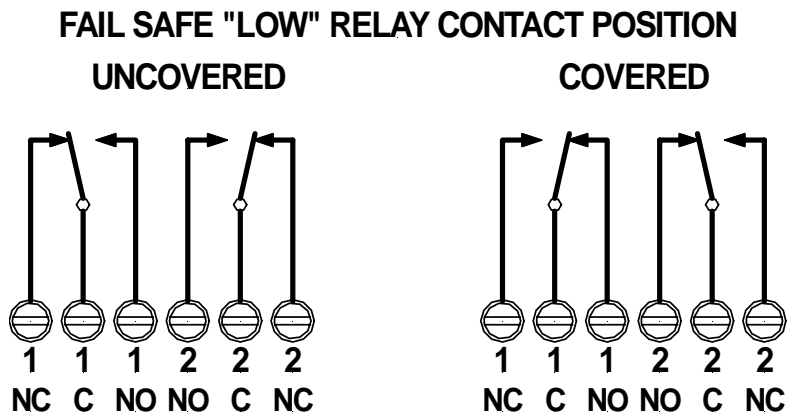 FAIL SAFE "LOW" RELAY CONTACT POSITION
UNCOVERED COVERED
1 1 1 2 2 2 1 1 1 2 2 2
NC C NO NO C NC NC C NO NO C NC